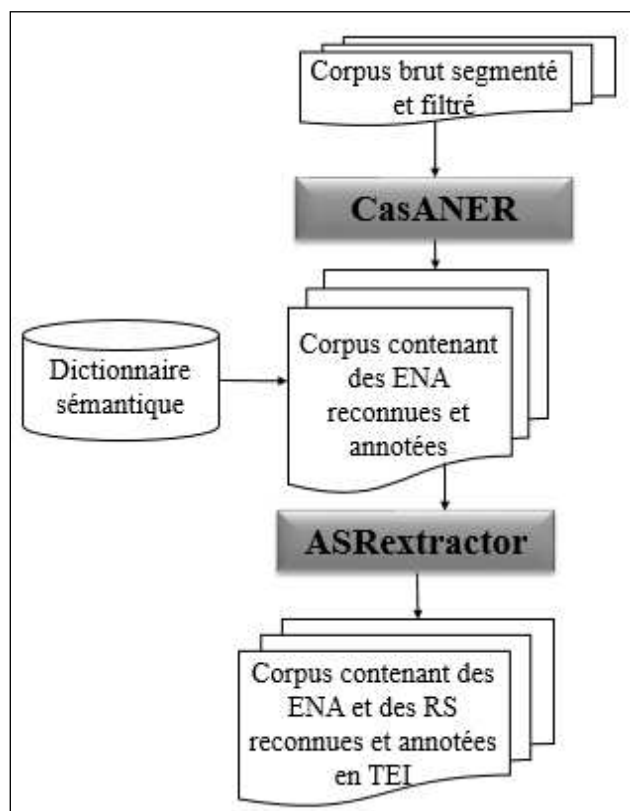 Corpus brut segmenté
et filtré
CasANER
Corpus contenant
des ENA
reconnues et
annotées
Dictionnaire
sémantique
ASRextractor
Corpus contenant des
ENA et des RS
reconnues et annotées
en TEI